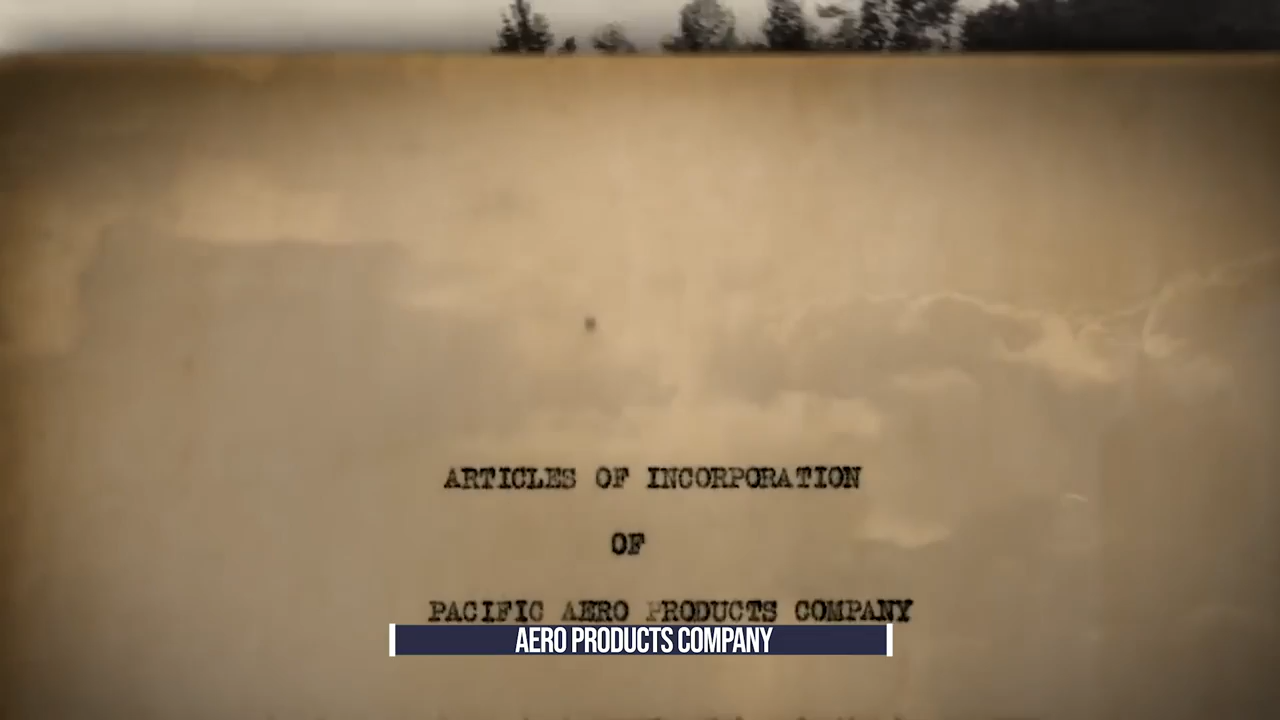 ARTICLES OF INCORPORATION
OF
PACIFIC AERO PRODUCTS COMPANY
AERO PRODUCTS COMPANY